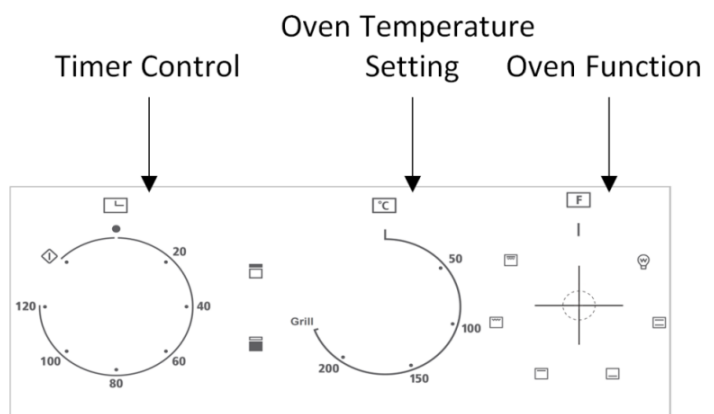 Oven Temperature
Timer Control Setting Oven Function
°C F
20 50
120 40 Grill 100
100 60 200 150
80